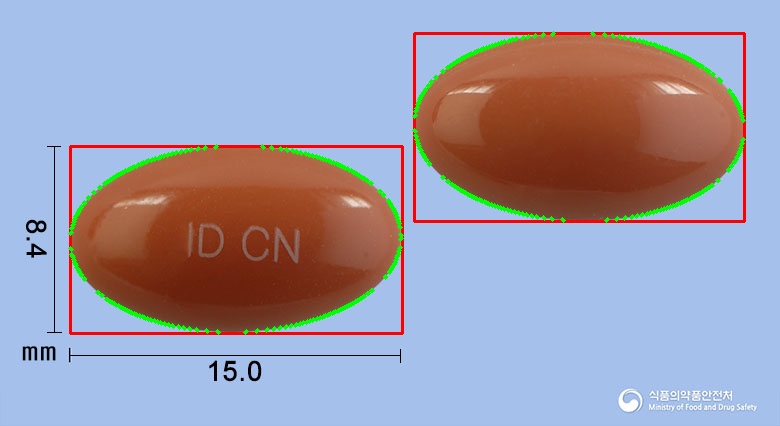 ID CN
8.4
mm
15.0
식품의약품안전처
Ministry of Food and Drug Safety